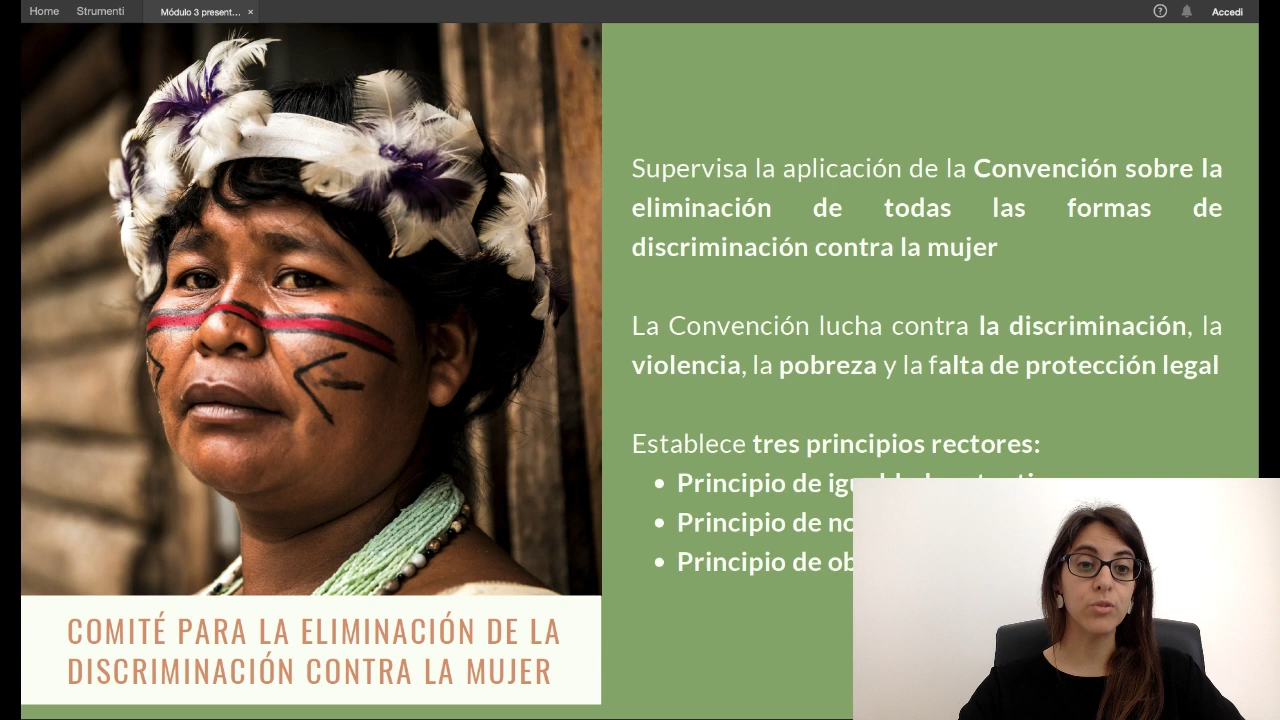 Home Strumenti Módulo 3 present... × ? Accedi
Supervisa la aplicación de la Convención sobre la
eliminación de todas las formas de
discriminación contra la mujer
La Convención lucha contra la discriminación, la
violencia, la pobreza y la falta de protección legal
Establece tres principios rectores:
• Principio de
• Principio de
• Principio de
COMITÉ PARA LA ELIMINACIÓN DE LA
DISCRIMINACIÓN CONTRA LA MUJER